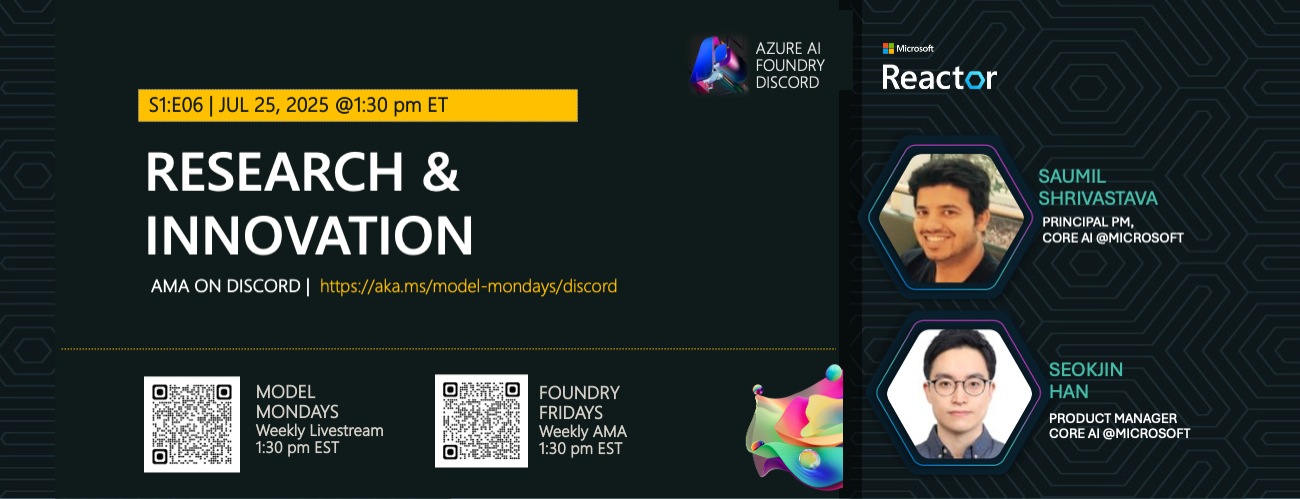 AZURE AI
FOUNDRY
DISCORD
S1:E06 | JUL 25, 2025 @1:30 pm ET
RESEARCH &
INNOVATION
AMA ON DISCORD | https://aka.ms/model-mondays/discord
MODEL
MONDAYS
Weekly Livestream
1:30 pm EST
FOUNDRY
FRIDAYS
Weekly AMA
1:30 pm EST
Microsoft
Reactor
SAUMIL
SHRIVASTAVA
PRINCIPAL PM,
CORE AI @MICROSOFT
SEOKJIN
HAN
PRODUCT MANAGER
CORE AI @MICROSOFT